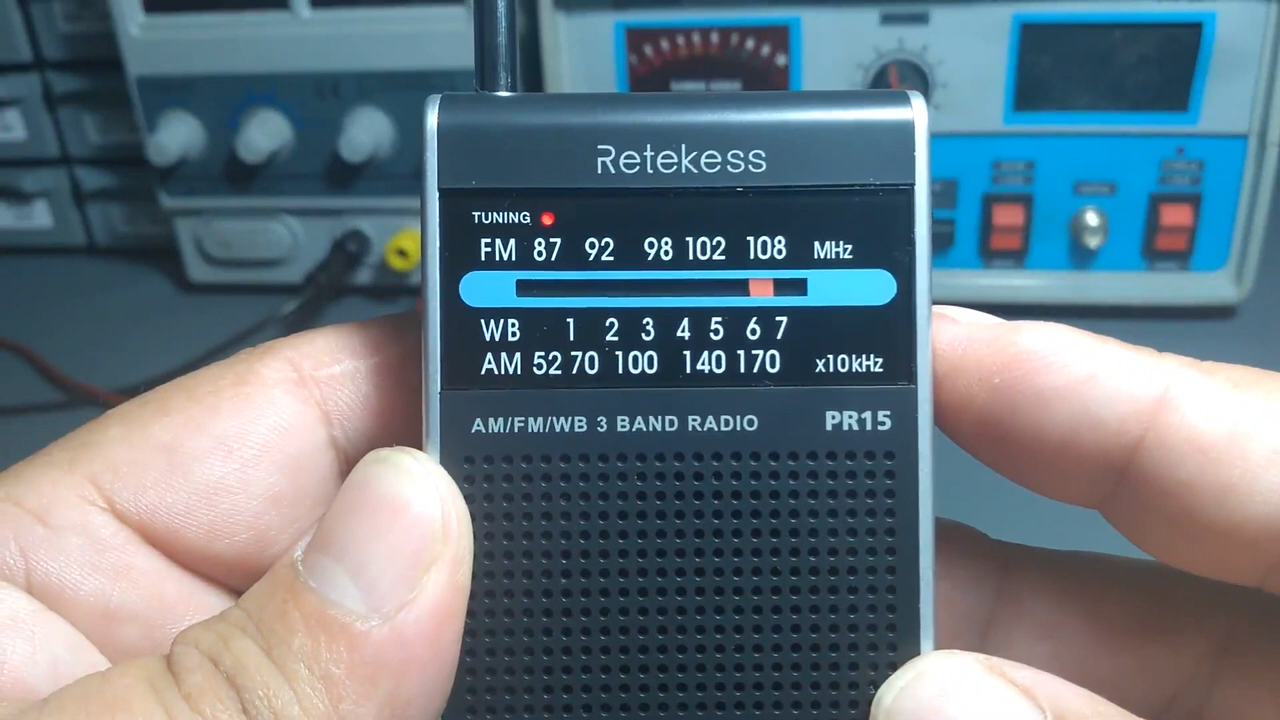 Retekess
TUNING
FM 87 92 98 102 108 MHz
WB 1 2 3 4 5 6 7
AM 52 70 100 140 170 x10kHz
AM/FM/WB 3 BAND RADIO PR15